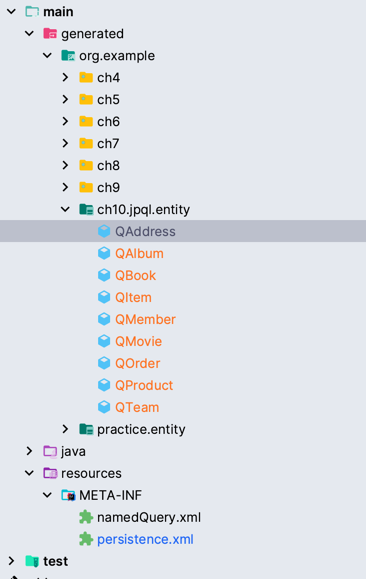 main
generated
org.example
ch4
ch5
ch6
ch7
ch8
ch9
ch10.jpql.entity
QAddress
QAlbum
QBook
QItem
QMember
QMovie
QOrder
QProduct
QTeam
practice.entity
java
resources
META-INF
namedQuery.xml
persistence.xml
test